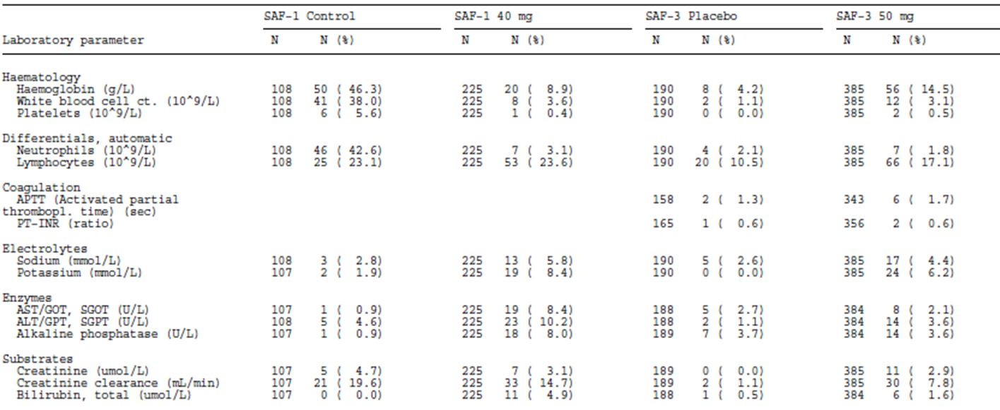 SAF-1 Control SAF-1 40 mg SAF-3 Placebo SAF-3 50 mg
Laboratory parameter N N (%) N N (%) N N (%) N N (%)
Haematology
Haemoglobin (g/L) 108 50 ( 46.3) 225 20 ( 8.9) 190 8 ( 4.2) 385 56 ( 14.5)
White blood cell ct. (10^9/L) 108 41 ( 38.0) 225 8 ( 3.6) 190 2 ( 1.1) 385 12 ( 3.1)
Platelets (10^9/L) 108 6 ( 5.6) 225 1 ( 0.4) 190 0 ( 0.0) 385 2 ( 0.5)
Differentials, automatic
Neutrophils (10^9/L) 108 46 ( 42.6) 225 7 ( 3.1) 190 4 ( 2.1) 385 7 ( 1.8)
Lymphocytes (10^9/L) 108 25 ( 23.1) 225 53 ( 23.6) 190 20 ( 10.5) 385 66 ( 17.1)
Coagulation
APTT (Activated partial 158 2 ( 1.3) 343 6 ( 1.7)
thrombopl. time) (sec)
PT-INR (ratio) 165 1 ( 0.6) 356 2 ( 0.6)
Electrolytes
Sodium (mmol/L) 108 3 ( 2.8) 225 13 ( 5.8) 190 5 ( 2.6) 385 17 ( 4.4)
Potassium (mmol/L) 107 2 ( 1.9) 225 19 ( 8.4) 190 0 ( 0.0) 385 24 ( 6.2)
Enzymes
AST/GOT, SGOT (U/L) 107 1 ( 0.9) 225 19 ( 8.4) 188 5 ( 2.7) 384 8 ( 2.1)
ALT/GPT, SGPT (U/L) 108 5 ( 4.6) 225 23 ( 10.2) 188 2 ( 1.1) 384 14 ( 3.6)
Alkaline phosphatase (U/L) 107 1 ( 0.9) 225 18 ( 8.0) 189 7 ( 3.7) 384 14 ( 3.6)
Substrates
Creatinine (umol/L) 107 5 ( 4.7) 225 7 ( 3.1) 189 0 ( 0.0) 385 11 ( 2.9)
Creatinine clearance (mL/min) 107 21 ( 19.6) 225 33 ( 14.7) 189 2 ( 1.1) 385 30 ( 7.8)
Bilirubin, total (umol/L) 107 0 ( 0.0) 225 11 ( 4.9) 188 1 ( 0.5) 384 6 ( 1.6)